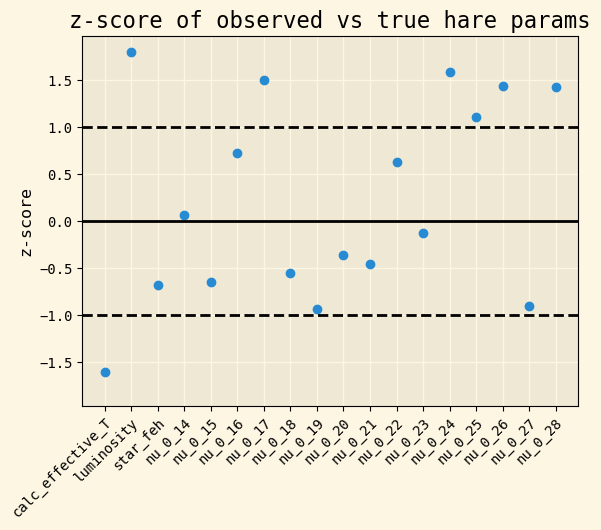 z-score of observed vs true hare params
z-score
1.5
1.0
0.5
0.0
−0.5
−1.0
−1.5
calc_effective_T
luminosity
star_feh
nu_0_14
nu_0_15
nu_0_16
nu_0_17
nu_0_18
nu_0_19
nu_0_20
nu_0_21
nu_0_22
nu_0_23
nu_0_24
nu_0_25
nu_0_26
nu_0_27
nu_0_28